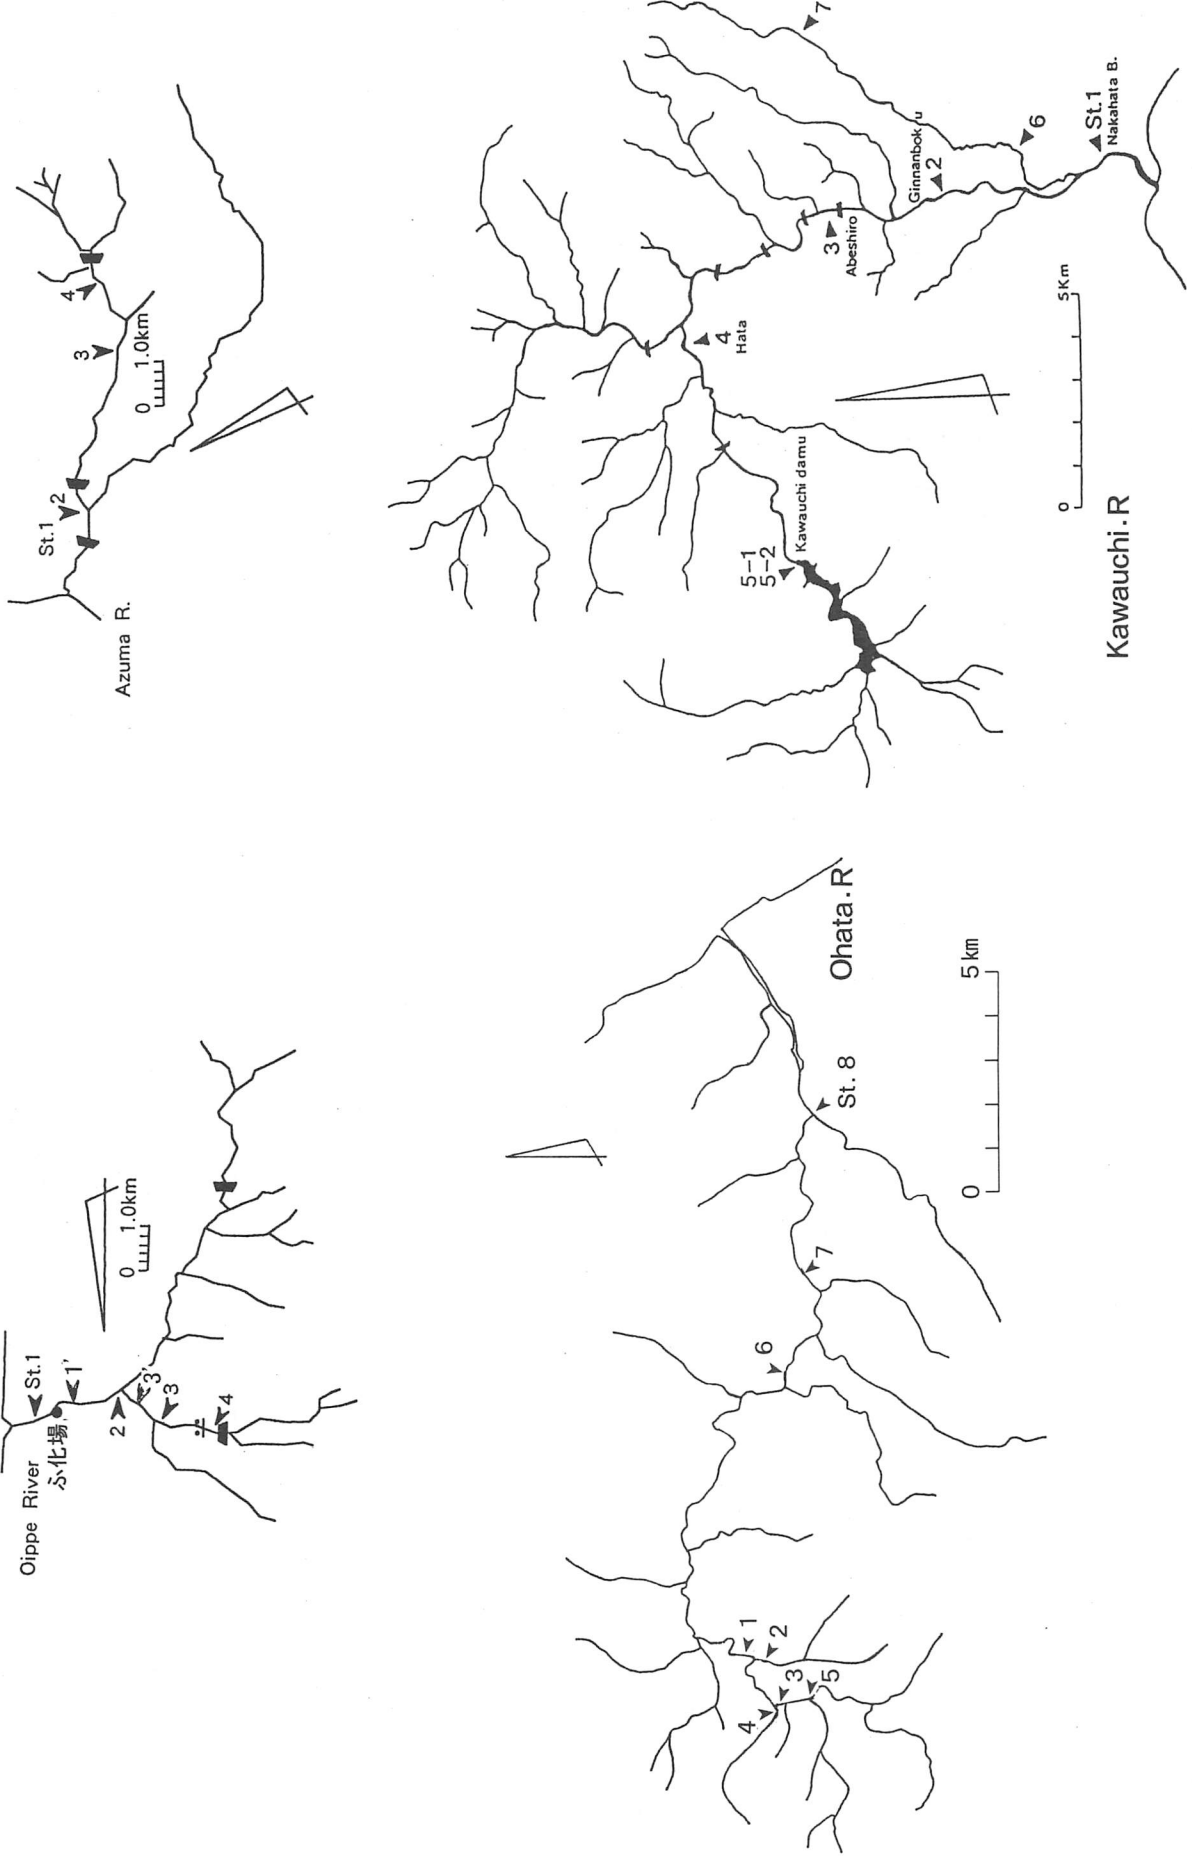 Oippe River
ふ化場
St.1
1'
2
3'
3
4
0 1.0km
Azuma R.
St.1
2
3
4
0 1.0km
Ohata.R
1
2
3
4
5
6
7
St. 8
0 5km
Kawauchi.R
St.1
Nakahata B.
2
3
Abeshiro
4
Hata
5-1
5-2
Kawauchi damu
6
7
0 5Km